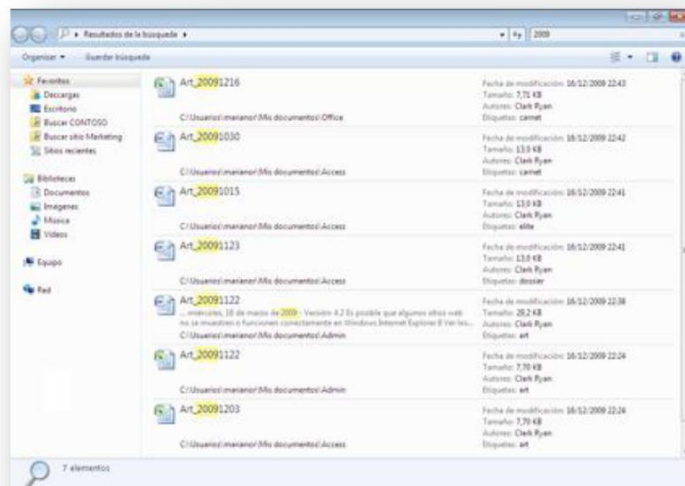 Resultados de la búsqueda
2009
Organizar
Guardar búsqueda
Favoritos
Descargas
Escritorio
Buscar CONTOSO
Buscar sitio Marketing
Sitios recientes
Bibliotecas
Documentos
Imágenes
Música
Vídeos
Equipo
Red
Art_20091216
C:\Usuarios\marianor\Mis documentos\Office
Fecha de modificación: 16/12/2009 22:43
Tamaño: 7,71 KB
Autores: Clark Ryan
Etiquetas: carnet
Art_20091030
C:\Usuarios\marianor\Mis documentos\Access
Fecha de modificación: 16/12/2009 22:42
Tamaño: 13,0 KB
Autores: Clark Ryan
Etiquetas: carnet
Art_20091015
C:\Usuarios\marianor\Mis documentos\Access
Fecha de modificación: 16/12/2009 22:41
Tamaño: 13,0 KB
Autores: Clark Ryan
Etiquetas: elite
Art_20091123
C:\Usuarios\marianor\Mis documentos\Access
Fecha de modificación: 16/12/2009 22:41
Tamaño: 13,0 KB
Autores: Clark Ryan
Etiquetas: dossier
Art_20091122
... miércoles, 18 de marzo de 2009 - Versión 4.2 Es posible que algunos sitios web
no se muestren o funcionen correctamente en Windows Internet Explorer 8 Ver los...
C:\Usuarios\marianor\Mis documentos\Admin
Fecha de modificación: 16/12/2009 22:38
Tamaño: 29,2 KB
Autores: Clark Ryan
Etiquetas: art
Art_20091122
C:\Usuarios\marianor\Mis documentos\Admin
Fecha de modificación: 16/12/2009 22:24
Tamaño: 7,70 KB
Autores: Clark Ryan
Etiquetas: art
Art_20091203
C:\Usuarios\marianor\Mis documentos\Access
Fecha de modificación: 16/12/2009 22:24
Tamaño: 7,70 KB
Autores: Clark Ryan
Etiquetas: art
7 elementos